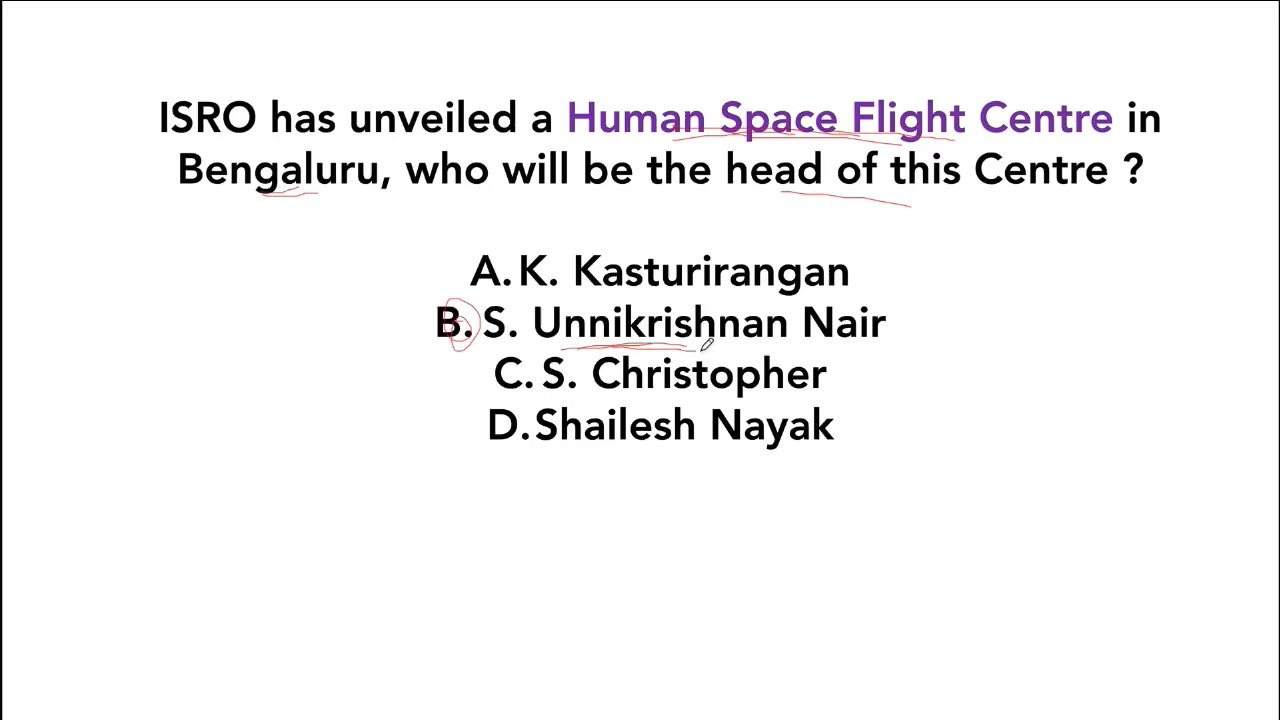 ISRO has unveiled a Human Space Flight Centre in
Bengaluru, who will be the head of this Centre ?
A. K. Kasturirangan
B. S. Unnikrishnan Nair
C. S. Christopher
D. Shailesh Nayak